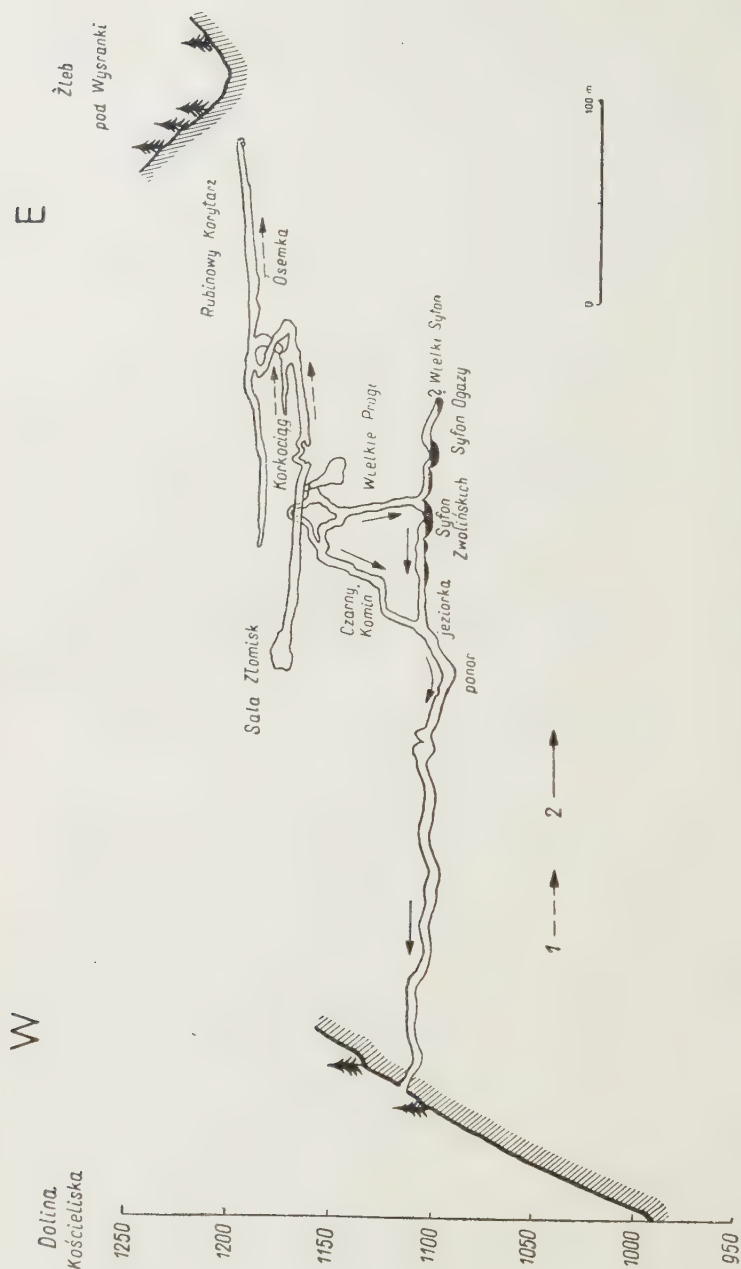 W
E
Dolina
Kościeliska
Żleb
pod Wysranki
Rubinowy Korytarz
Ósemka
Korkociąg
Sala Złomisk
Wielkie Progi
Czarny
Komin
? Wielki Syfon
Syfon Ogazy
Syfon
Zwolińskich
jeziorka
ponor
1250
1200
1150
1100
1050
1000
950
0
100 m
1
2